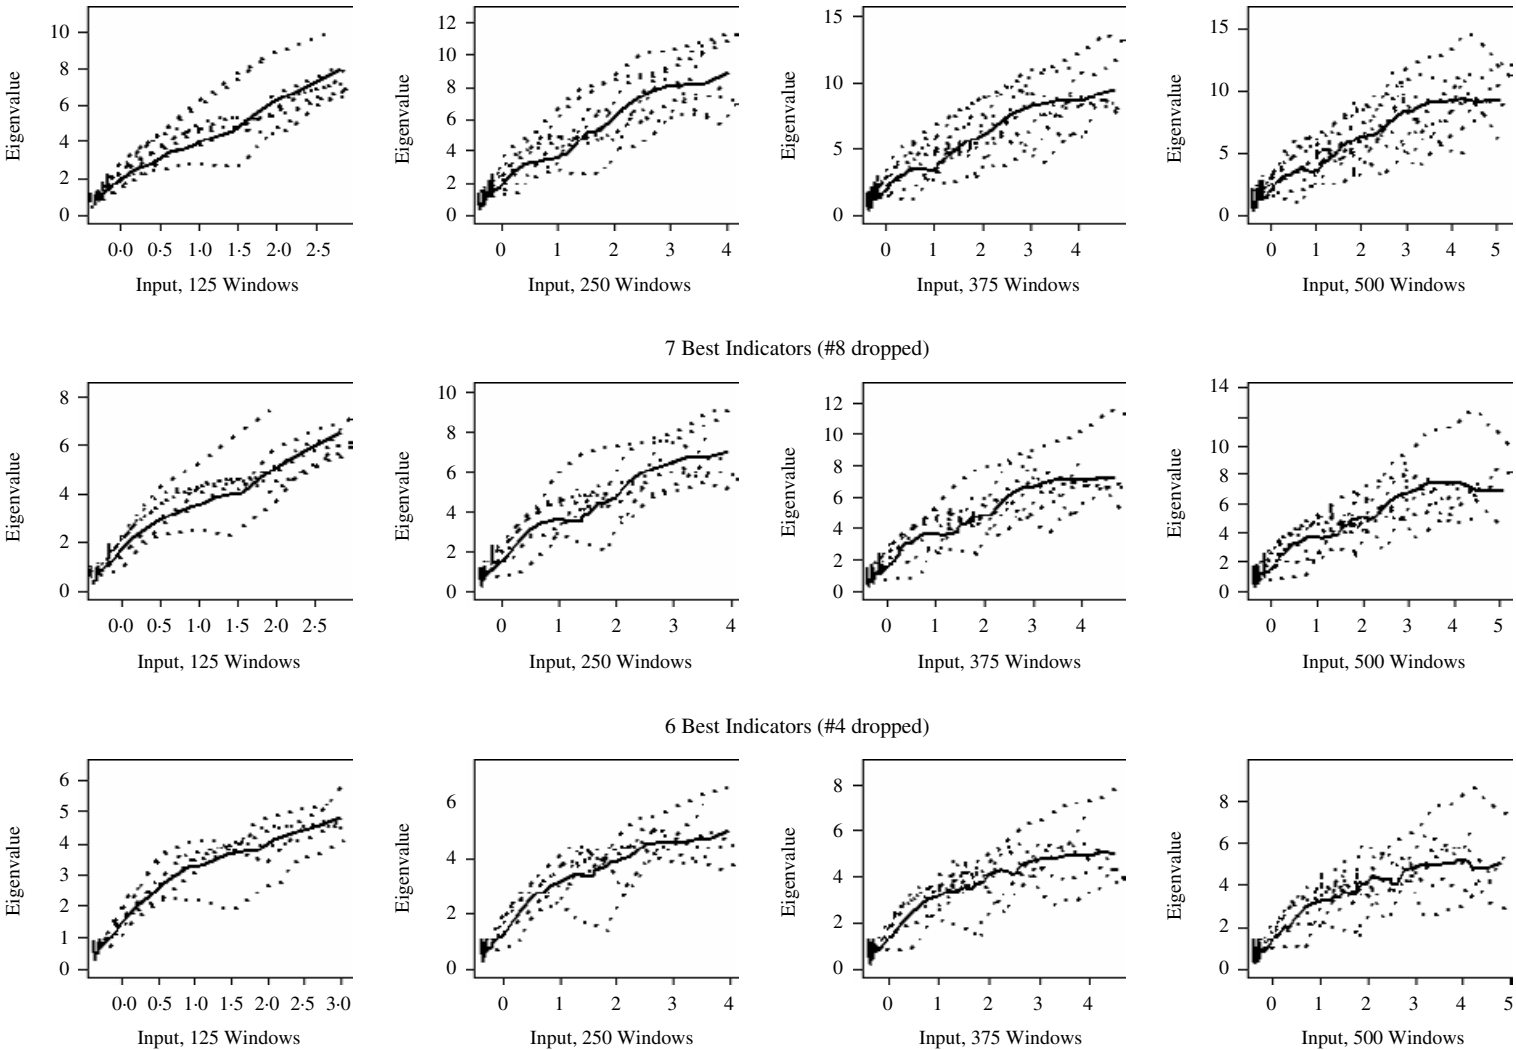 10
8
6
4
2
0
Eigenvalue
0·0 0·5 1·0 1·5 2·0 2·5
Input, 125 Windows
12
10
8
6
4
2
0
Eigenvalue
0 1 2 3 4
Input, 250 Windows
15
10
5
0
Eigenvalue
0 1 2 3 4
Input, 375 Windows
15
10
5
0
Eigenvalue
0 1 2 3 4 5
Input, 500 Windows
7 Best Indicators (#8 dropped)
8
6
4
2
0
Eigenvalue
0·0 0·5 1·0 1·5 2·0 2·5
Input, 125 Windows
10
8
6
4
2
0
Eigenvalue
0 1 2 3 4
Input, 250 Windows
12
10
8
6
4
2
0
Eigenvalue
0 1 2 3 4
Input, 375 Windows
14
10
8
6
4
2
0
Eigenvalue
0 1 2 3 4 5
Input, 500 Windows
6 Best Indicators (#4 dropped)
6
5
4
3
2
1
0
Eigenvalue
0·0 0·5 1·0 1·5 2·0 2·5 3·0
Input, 125 Windows
6
4
2
0
Eigenvalue
0 1 2 3 4
Input, 250 Windows
8
6
4
2
0
Eigenvalue
0 1 2 3 4
Input, 375 Windows
8
6
4
2
0
Eigenvalue
0 1 2 3 4 5
Input, 500 Windows